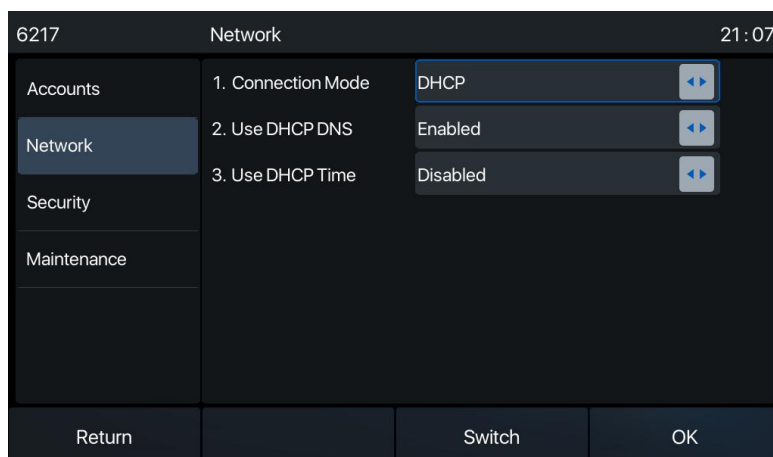 6217 Network 21:07
Accounts
Network
Security
Maintenance
1. Connection Mode DHCP
2. Use DHCP DNS Enabled
3. Use DHCP Time Disabled
Return Switch OK